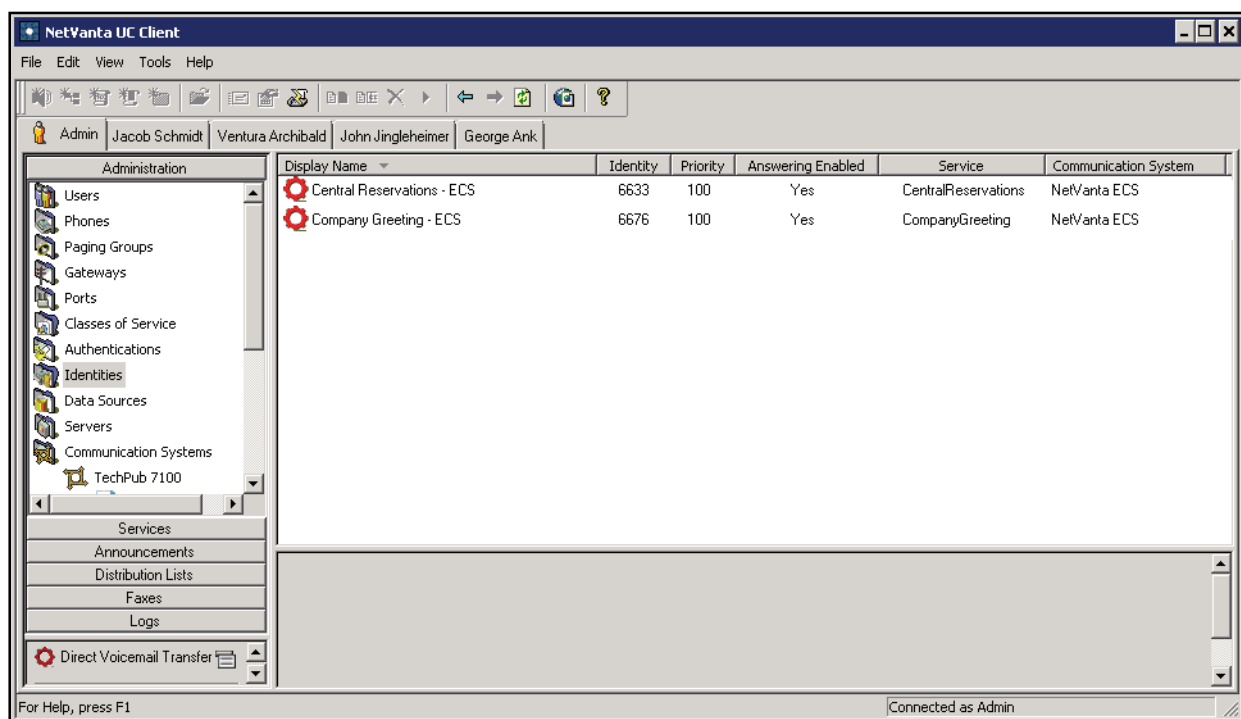 NetVanta UC Client
File Edit View Tools Help
Admin Jacob Schmidt Ventura Archibald John Jingleheimer George Ank
Administration
Users
Phones
Paging Groups
Gateways
Ports
Classes of Service
Authentications
Identities
Data Sources
Servers
Communication Systems
TechPub 7100
Services
Announcements
Distribution Lists
Faxes
Logs
Direct Voicemail Transfer
Display Name Identity Priority Answering Enabled Service Communication System
Central Reservations - ECS 6633 100 Yes CentralReservations NetVanta ECS
Company Greeting - ECS 6676 100 Yes CompanyGreeting NetVanta ECS
For Help, press F1 Connected as Admin